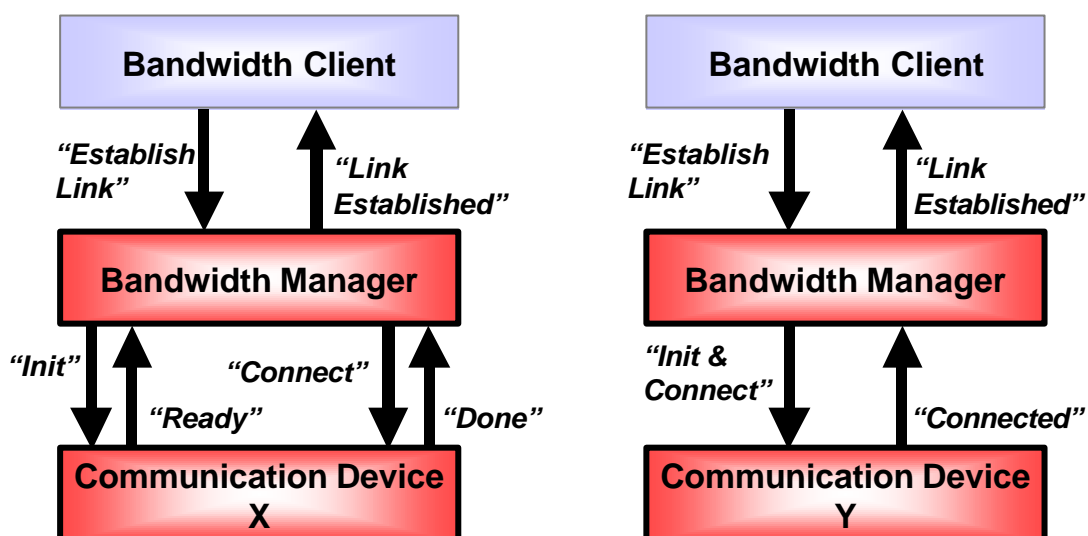 Bandwidth Client
“Establish
Link”
“Link
Established”
Bandwidth Manager
“Init”
“Ready”
“Connect”
“Done”
Communication Device
X
Bandwidth Client
“Establish
Link”
“Link
Established”
Bandwidth Manager
“Init &
Connect”
“Connected”
Communication Device
Y